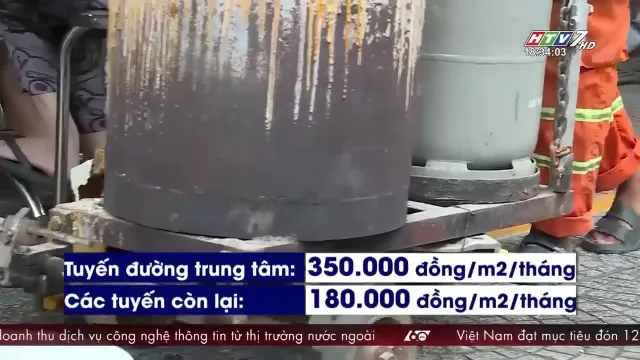 HTV7 HD
18:34:03
Tuyến đường trung tâm: 350.000 đồng/m2/tháng
Các tuyến còn lại: 180.000 đồng/m2/tháng
doanh thu dịch vụ công nghệ thông tin từ thị trường nước ngoài Việt Nam đạt mục tiêu đón 12